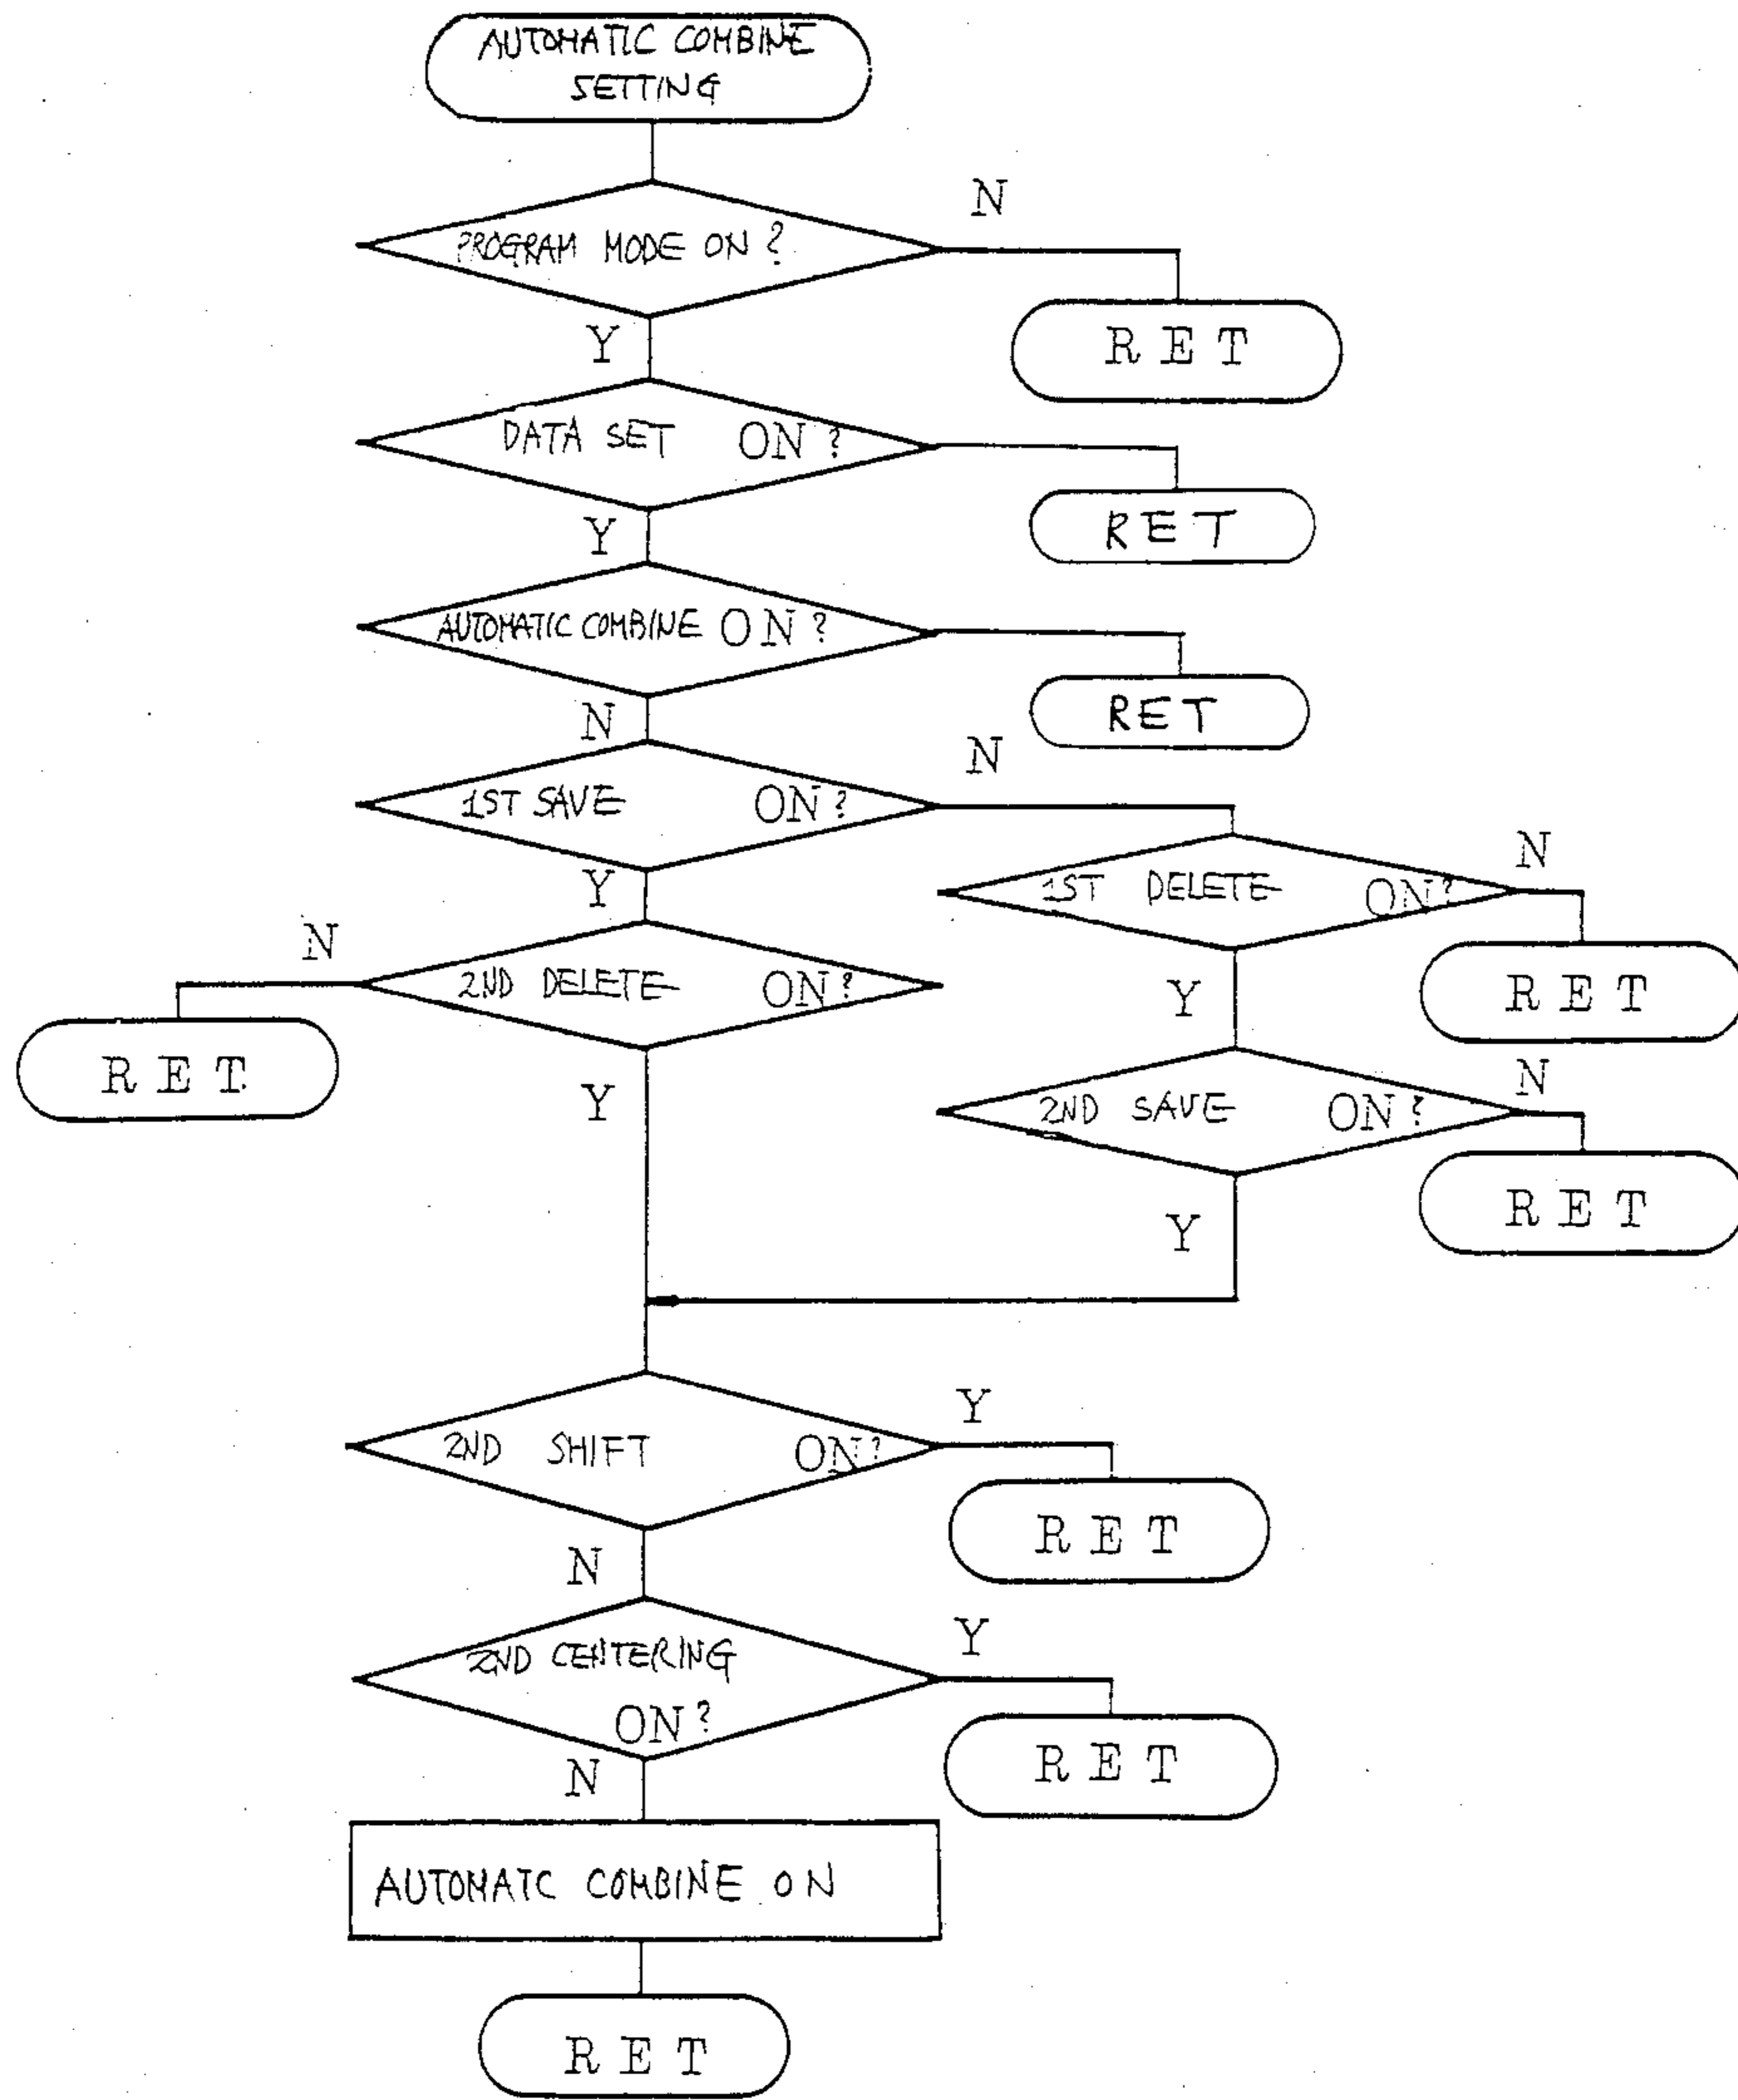 AUTOMATIC COMBINE
SETTING
PROGRAM MODE ON ?
N
RET
Y
DATA SET ON ?
RET
Y
AUTOMATIC COMBINE ON ?
RET
N
1ST SAVE ON ?
N
Y
1ST DELETE ON ?
N
RET
2ND DELETE ON ?
N
RET
Y
Y
2ND SAVE ON ?
N
RET
Y
2ND SHIFT ON ?
Y
RET
N
2ND CENTERING
ON ?
Y
RET
N
AUTOMATC COMBINE ON
RET